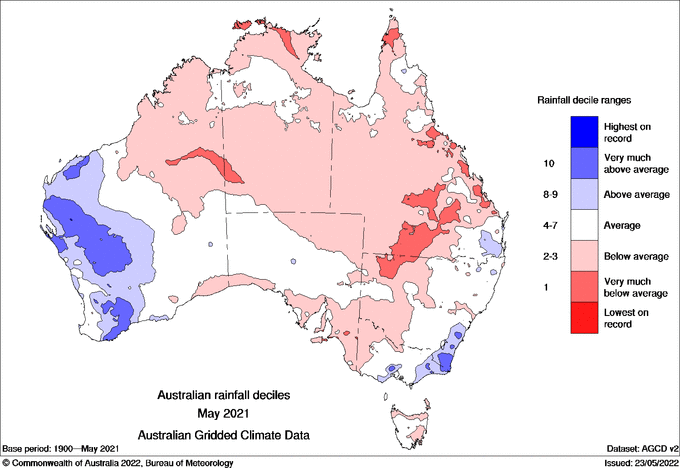 Rainfall decile ranges
Highest on
record
10
Very much
above average
8-9
Above average
4-7
Average
2-3
Below average
1
Very much
below average
Lowest on
record
Australian rainfall deciles
May 2021
Australian Gridded Climate Data
Base period: 1900—May 2021
Dataset: AGCD v2
© Commonwealth of Australia 2022, Bureau of Meteorology
Issued: 23/05/2022